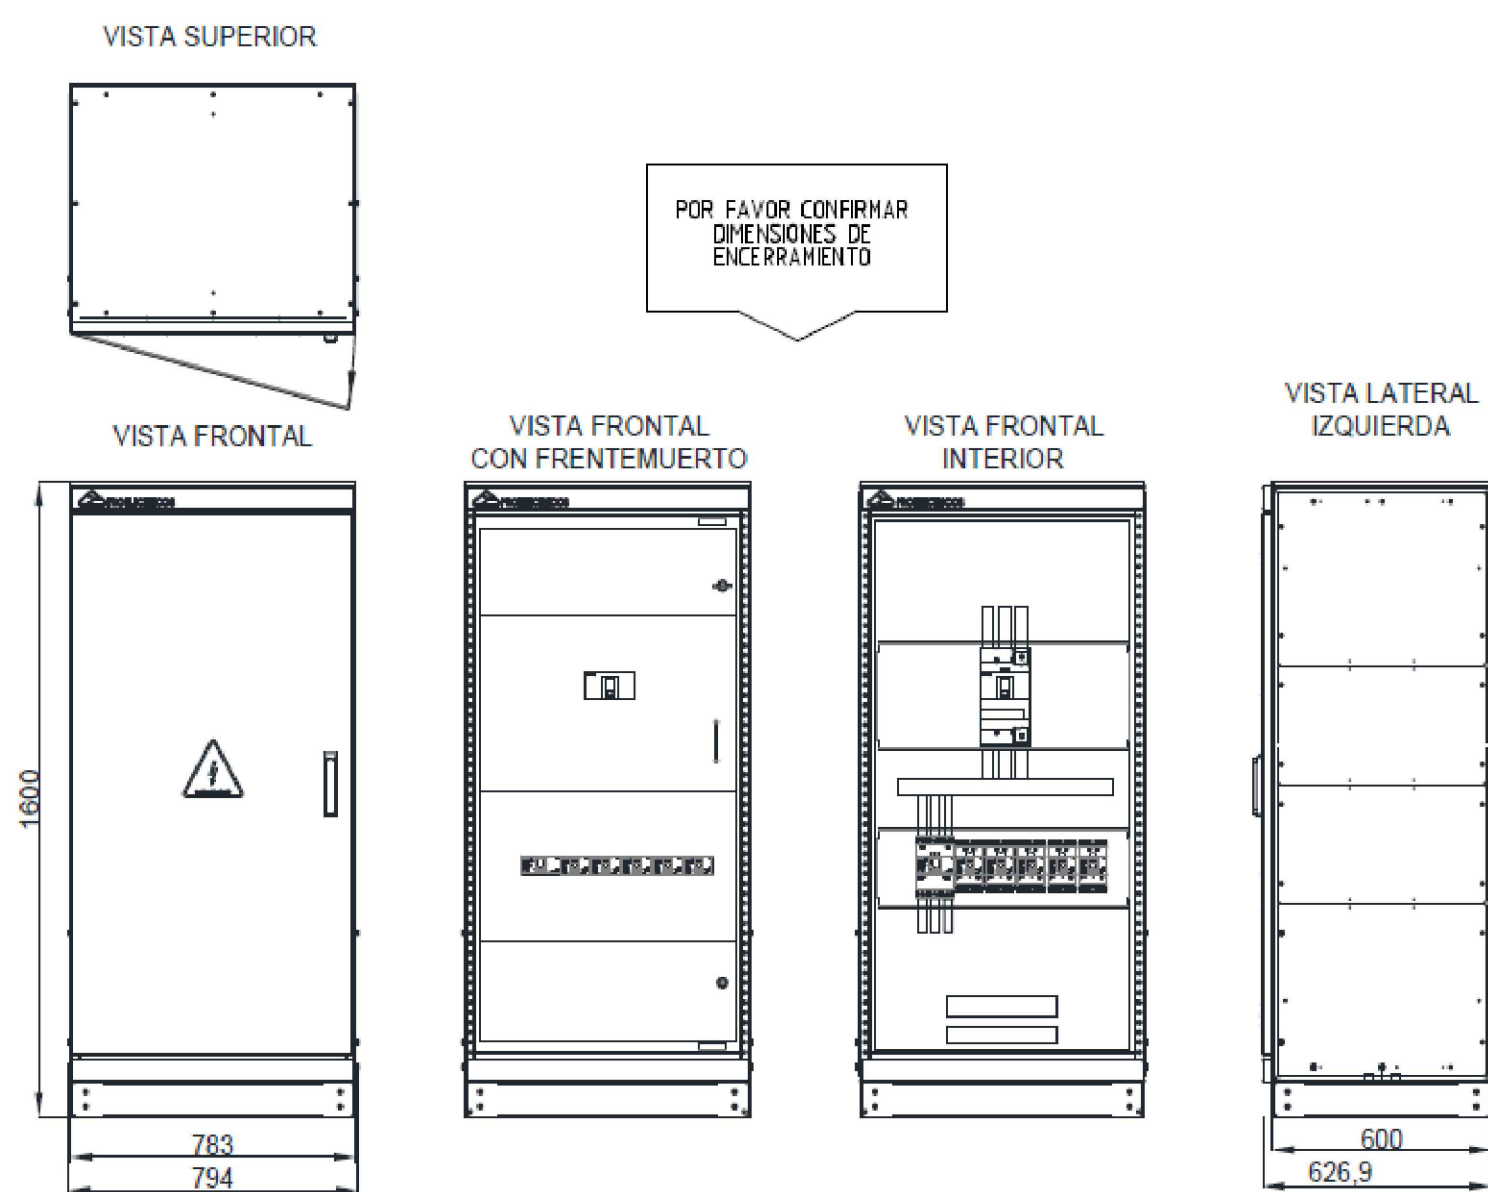 VISTA SUPERIOR
POR FAVOR CONFIRMAR
DIMENSIONES DE
ENCERRAMIENTO
VISTA FRONTAL
VISTA FRONTAL
CON FRENTEMUERTO
VISTA FRONTAL
INTERIOR
VISTA LATERAL
IZQUIERDA
1600
783
794
600
626,9